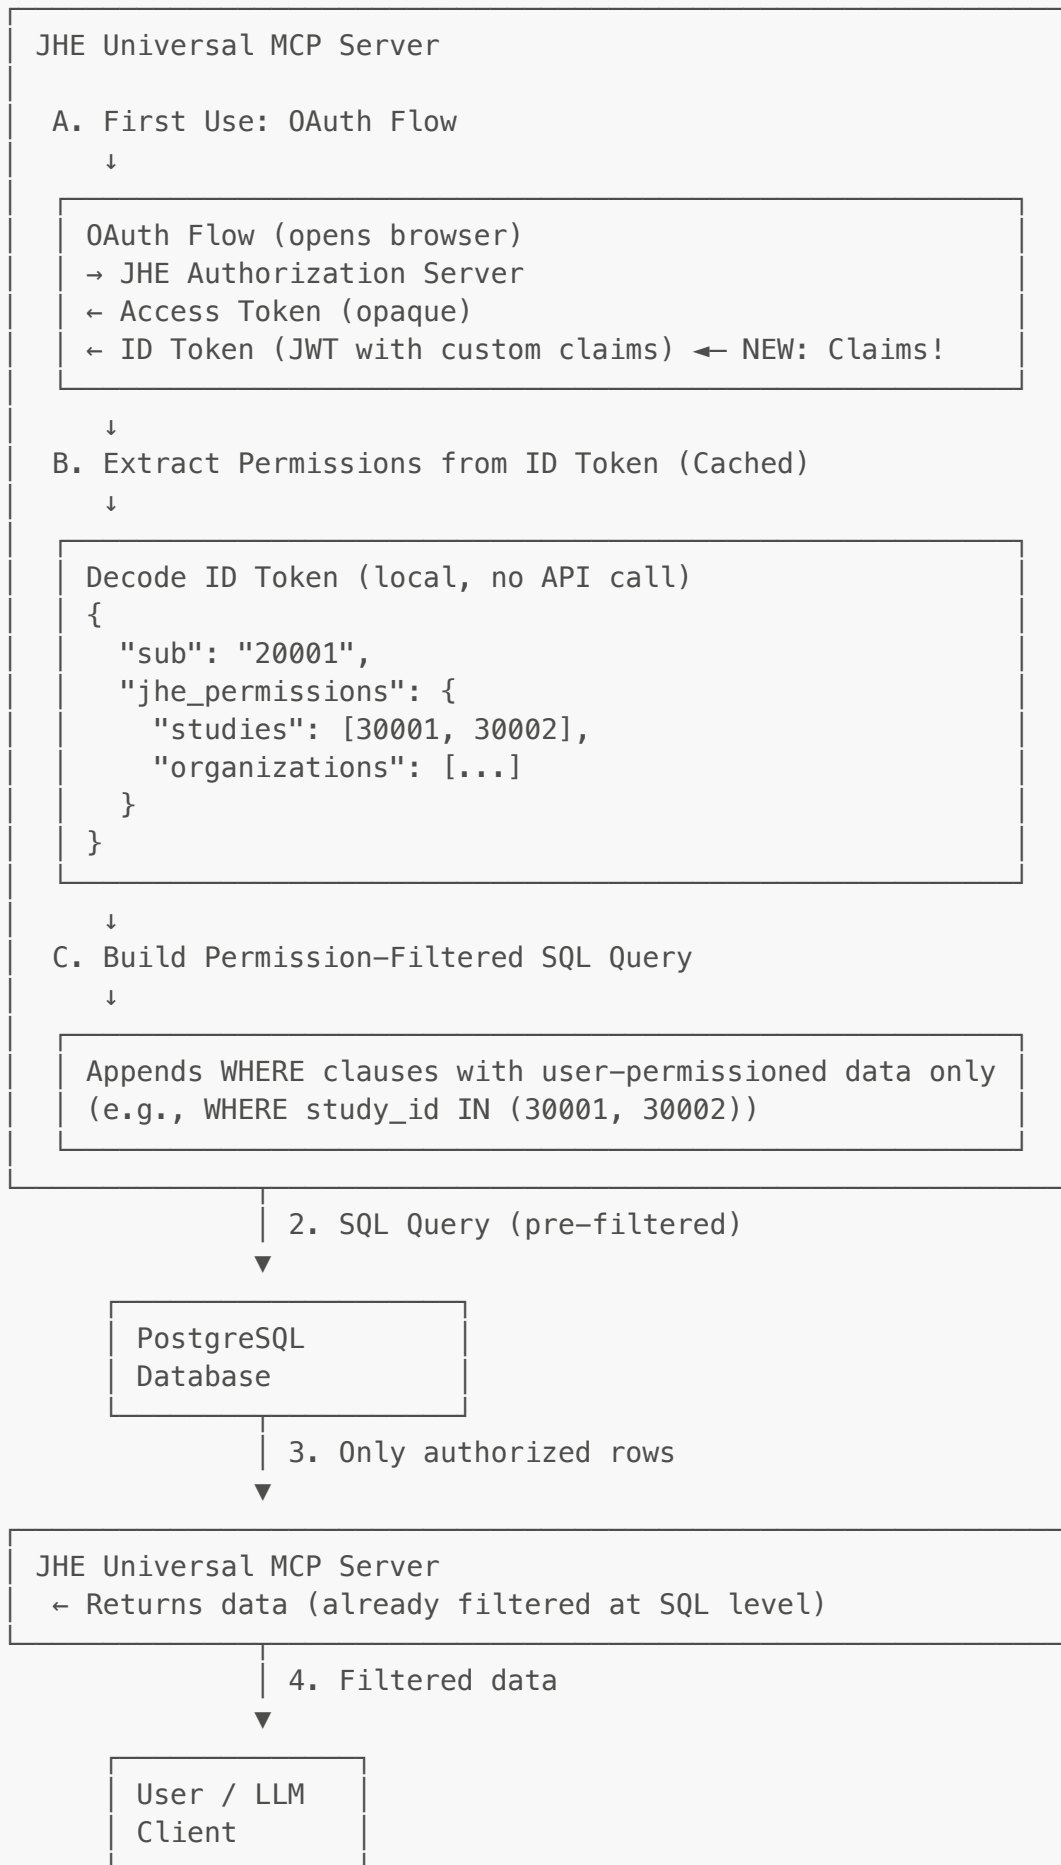 JHE Universal MCP Server
A. First Use: OAuth Flow
↓
OAuth Flow (opens browser)
→ JHE Authorization Server
← Access Token (opaque)
← ID Token (JWT with custom claims) ◄─ NEW: Claims!
↓
B. Extract Permissions from ID Token (Cached)
↓
Decode ID Token (local, no API call)
{
"sub": "20001",
"jhe_permissions": {
"studies": [30001, 30002],
"organizations": [...]
}
}
↓
C. Build Permission-Filtered SQL Query
↓
Appends WHERE clauses with user-permissioned data only
(e.g., WHERE study_id IN (30001, 30002))
2. SQL Query (pre-filtered)
▼
PostgreSQL
Database
3. Only authorized rows
▼
JHE Universal MCP Server
← Returns data (already filtered at SQL level)
4. Filtered data
▼
User / LLM
Client